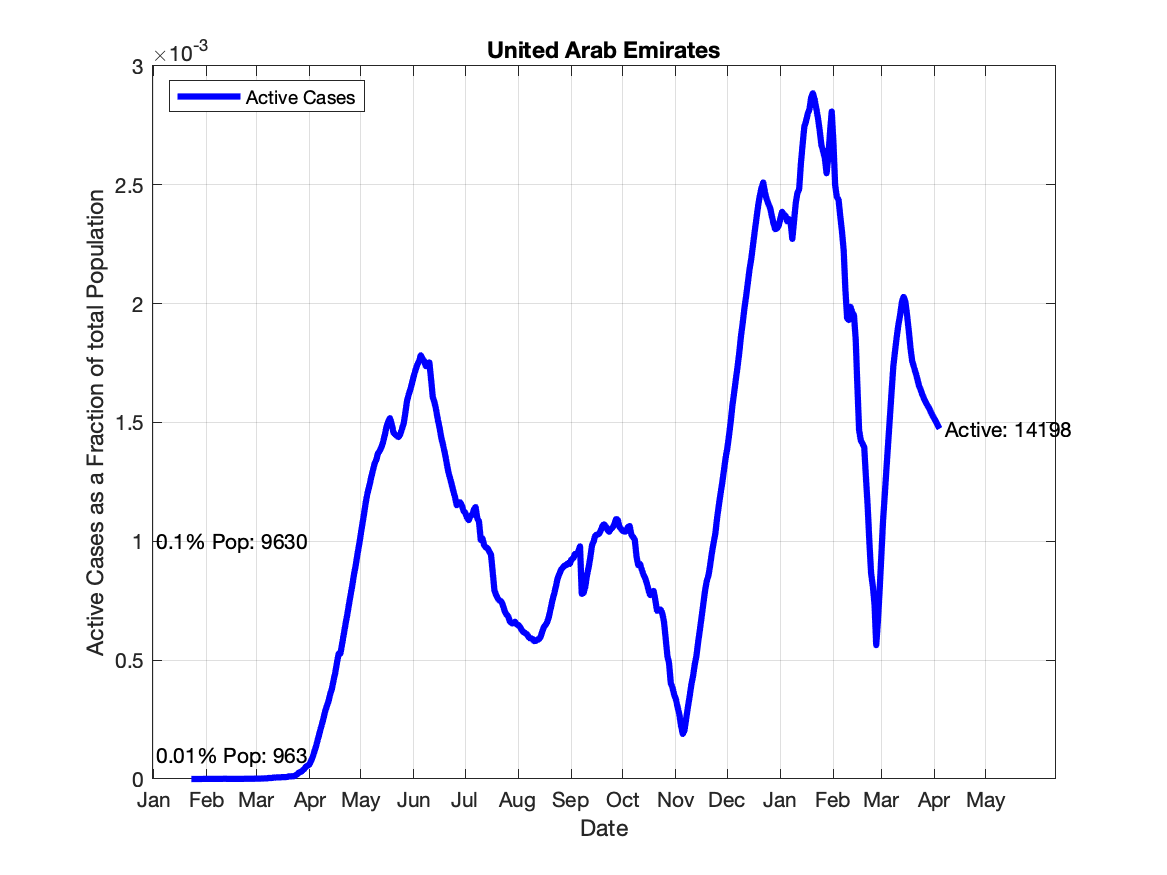 United Arab Emirates
×10-3
Active Cases
3
2.5
2
1.5
1
0.5
0
Active Cases as a Fraction of total Population
0.1% Pop: 9630
0.01% Pop: 963
Active: 14198
Jan Feb Mar Apr May Jun Jul Aug Sep Oct Nov Dec Jan Feb Mar Apr May
Date